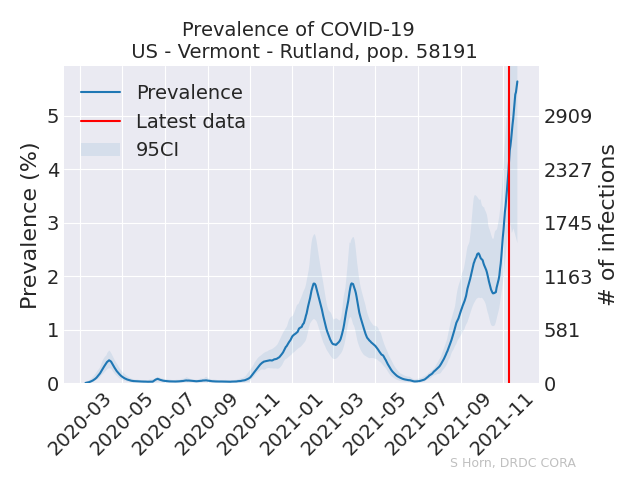 Prevalence of COVID-19
US - Vermont - Rutland, pop. 58191
Prevalence
Latest data
95CI
Prevalence (%)
5
4
3
2
1
0
2909
2327
1745
1163
581
0
# of infections
2020-03
2020-05
2020-07
2020-09
2020-11
2021-01
2021-03
2021-05
2021-07
2021-09
2021-11
S Horn, DRDC CORA